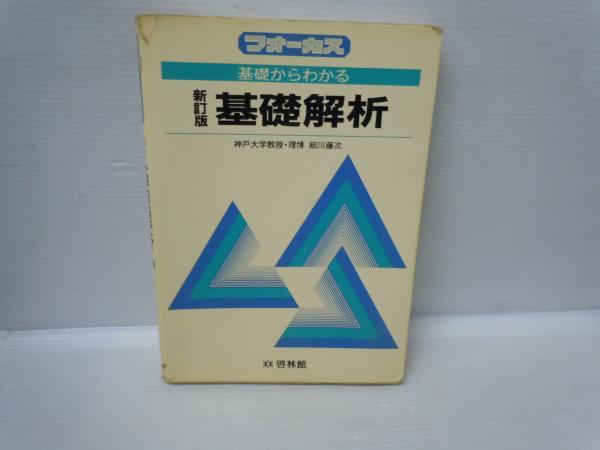 フォーカス
基礎からわかる
新訂版 基礎解析
神戸大学教授・理博 細川藤次
啓林館